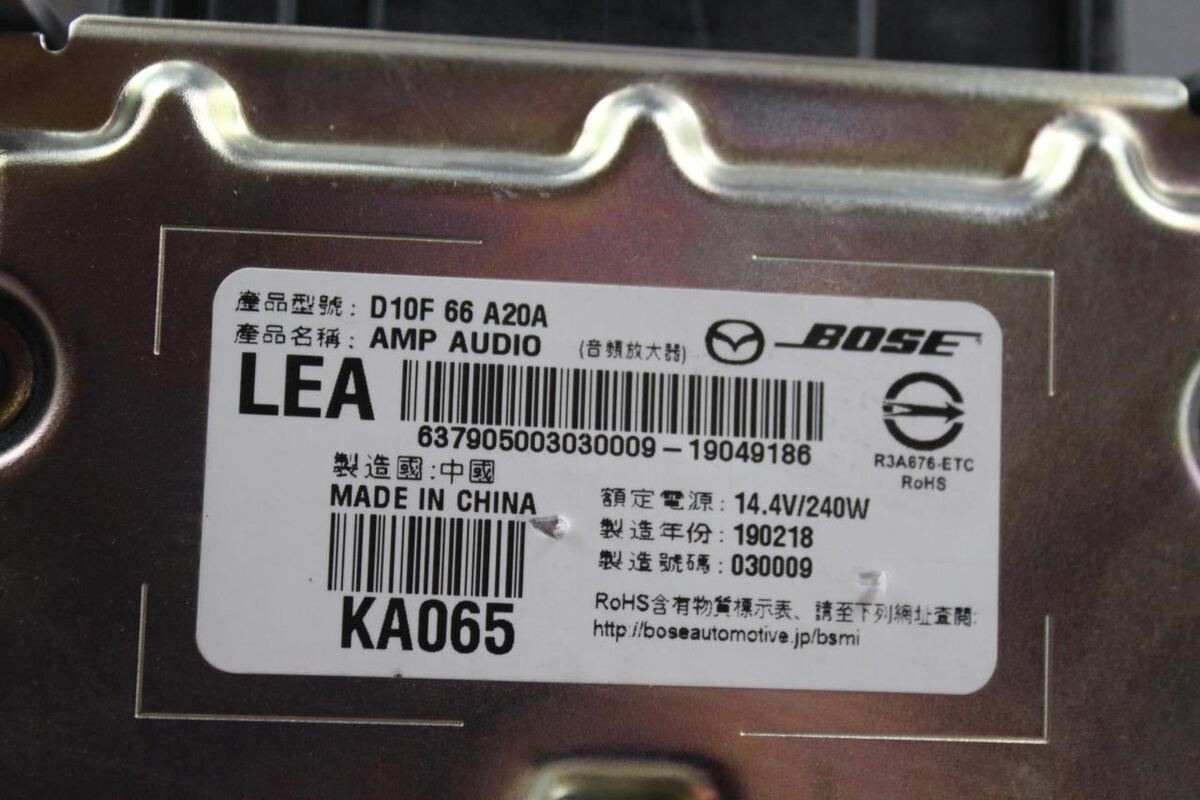 產品型號: D10F 66 A20A
產品名稱: AMP AUDIO (音頻放大器)
BOSE
LEA
637905003030009-19049186
R3A676-ETC
RoHS
製造國:中國
MADE IN CHINA
KA065
額定電源: 14.4V/240W
製造年份: 190218
製造號碼: 030009
RoHS含有物質標示表、請至下列網址查閱:
http://boseautomotive.jp/bsmi